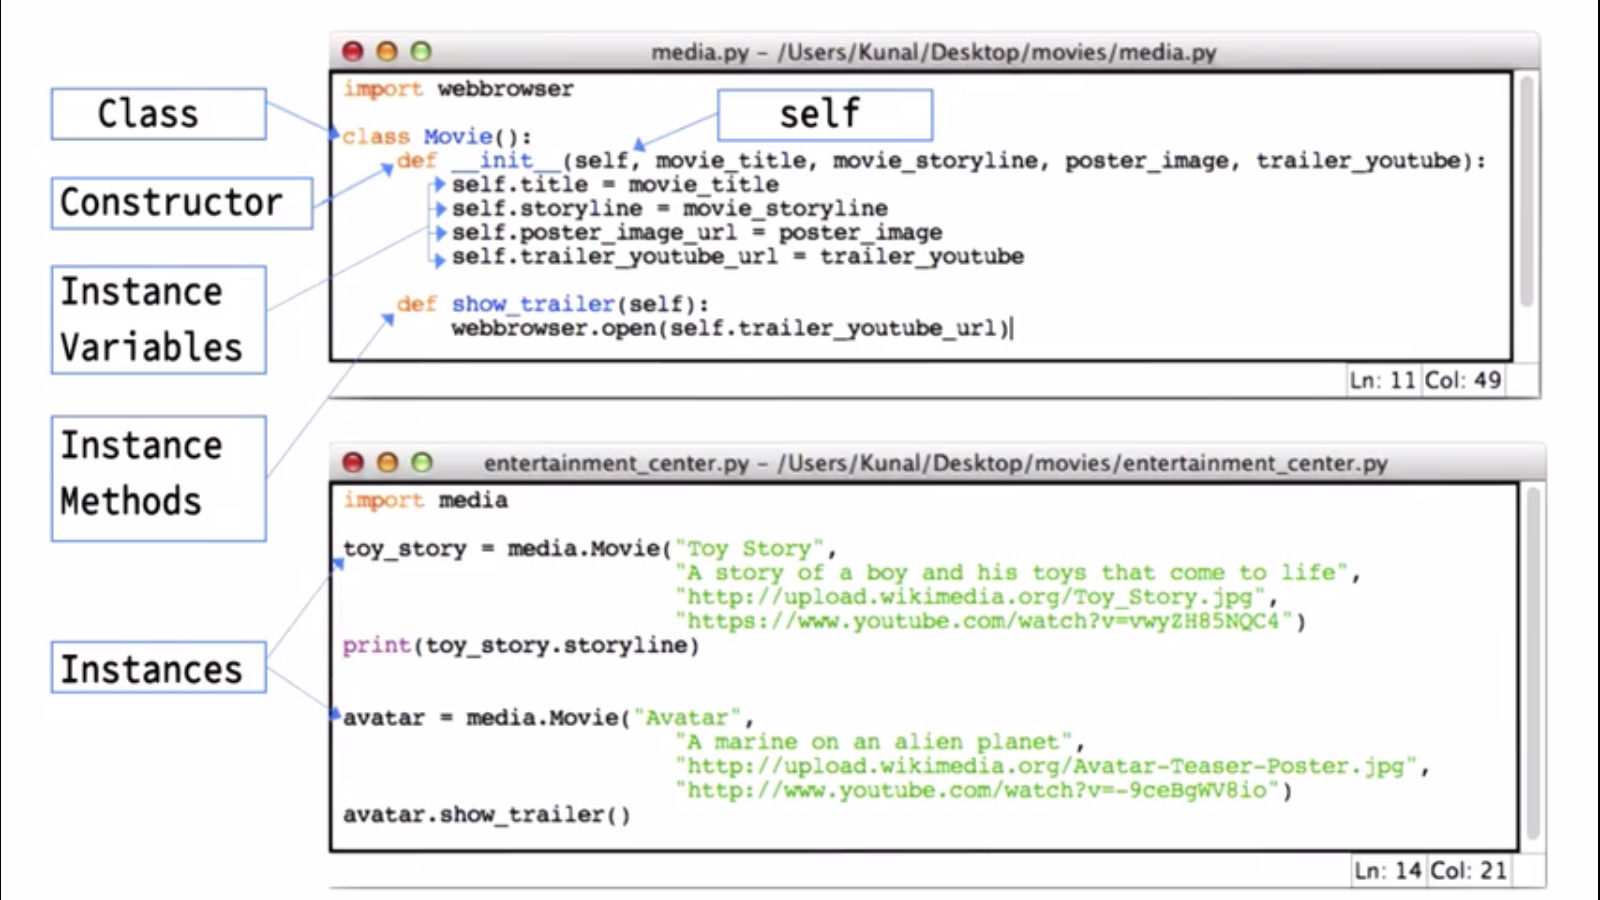 media.py – /Users/Kunal/Desktop/movies/media.py
Class
import webbrowser
self
class Movie():
def __init__(self, movie_title, movie_storyline, poster_image, trailer_youtube):
Constructor
self.title = movie_title
self.storyline = movie_storyline
self.poster_image_url = poster_image
self.trailer_youtube_url = trailer_youtube
Instance
Variables
def show_trailer(self):
webbrowser.open(self.trailer_youtube_url)
Ln: 11 Col: 49
Instance
Methods
entertainment_center.py – /Users/Kunal/Desktop/movies/entertainment_center.py
import media
toy_story = media.Movie("Toy Story",
"A story of a boy and his toys that come to life",
"http://upload.wikimedia.org/Toy_Story.jpg",
"https://www.youtube.com/watch?v=vwyZH85NQC4")
print(toy_story.storyline)
Instances
avatar = media.Movie("Avatar",
"A marine on an alien planet",
"http://upload.wikimedia.org/Avatar-Teaser-Poster.jpg",
"http://www.youtube.com/watch?v=-9ceBgWV8io")
avatar.show_trailer()
Ln: 14 Col: 21